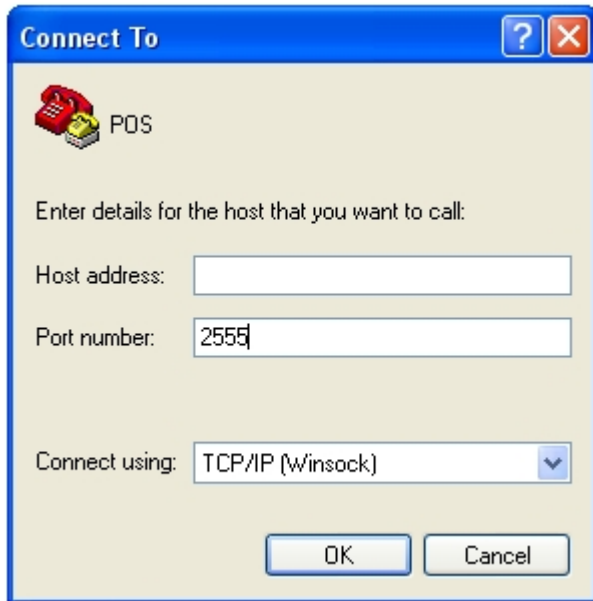 Connect To
POS
Enter details for the host that you want to call:
Host address:
Port number: 2555
Connect using: TCP/IP (Winsock)
OK Cancel